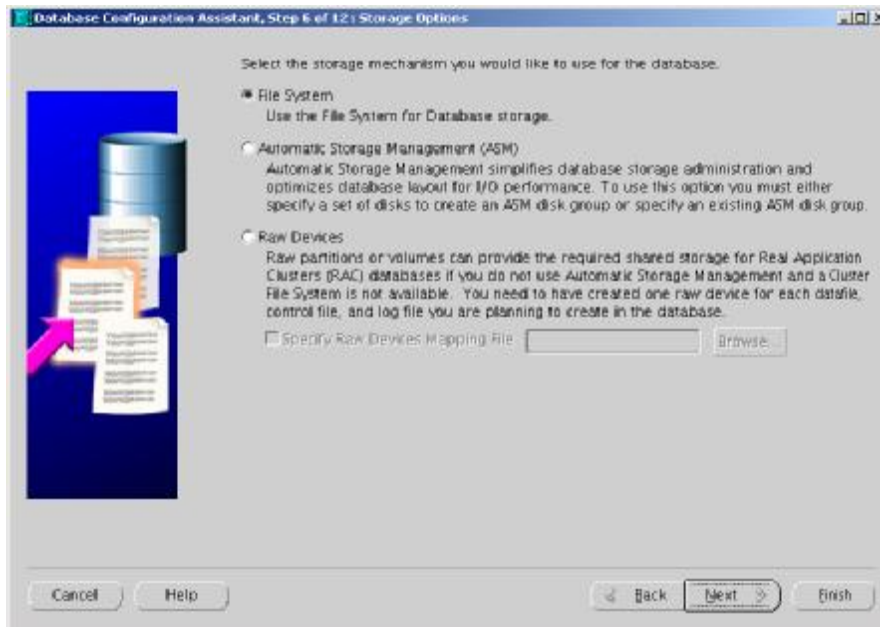 Database Configuration Assistant, Step 6 of 12 : Storage Options
Select the storage mechanism you would like to use for the database.
File System
Use the File System for Database storage.
Automatic Storage Management (ASM)
Automatic Storage Management simplifies database storage administration and
optimizes database layout for I/O performance. To use this option you must either
specify a set of disks to create an ASM disk group or specify an existing ASM disk group.
Raw Devices
Raw partitions or volumes can provide the required shared storage for Real Application
Clusters (RAC) databases if you do not use Automatic Storage Management and a Cluster
File System is not available. You need to have created one raw device for each datafile,
control file, and log file you are planning to create in the database.
Specify Raw Devices Mapping File
Browse...
Cancel
Help
Back
Next
Finish